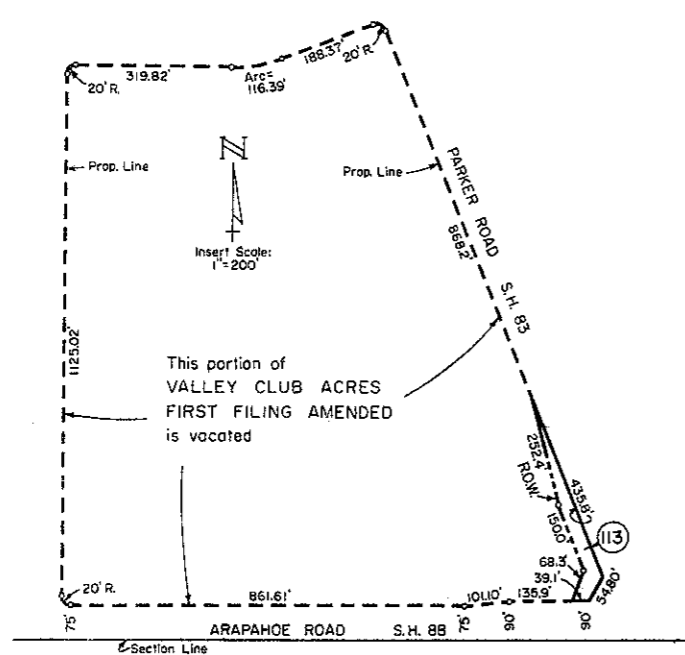 188.37'
20' R.
319.82'
Arc=
116.39'
20' R.
Prop. Line
N
Prop. Line
PARKER ROAD
868.2'
S.H. 83
Insert Scale:
1"=200'
1125.02'
This portion of
VALLEY CLUB ACRES
FIRST FILING AMENDED
is vacated
252.4'
R.O.W.
435.8'
150.0'
113
68.3'
39.1'
54.80'
20' R.
861.61'
101.10'
135.9'
75'
75'
90'
90'
ARAPAHOE ROAD S.H. 88
Section Line